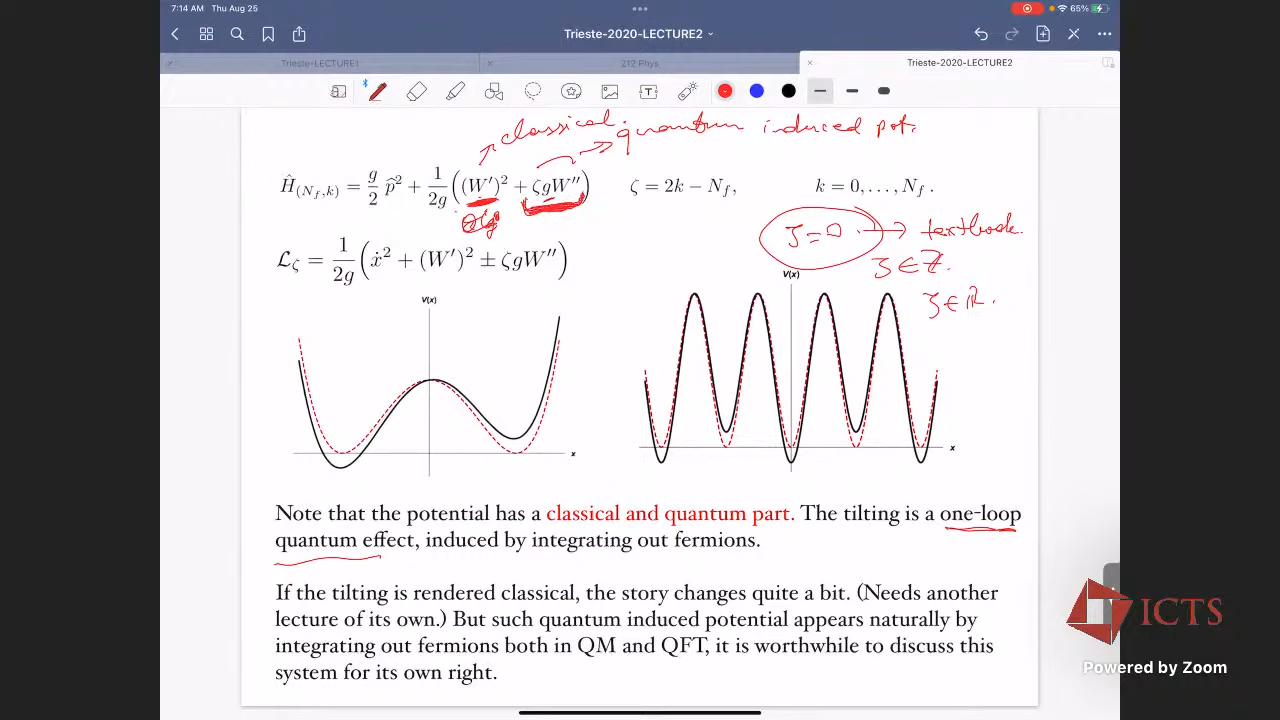 7:14 AM Thu Aug 25
65%
Trieste-2020-LECTURE2
Trieste-LECTURE1
212 Phys
Trieste-2020-LECTURE2
classical. quantum induced pot.
Ĥ(N_f,k) = g/2 p̂² + 1/2g ((W′)² + ζgW″) ζ = 2k − N_f, k = 0, . . . , N_f .
ζ=0 → textbook.
L_ζ = 1/2g (ẋ² + (W′)² ± ζgW″)
ζ ∈ ℤ.
ζ ∈ ℝ.
V(x)
V(x)
x
x
Note that the potential has a classical and quantum part. The tilting is a one-loop
quantum effect, induced by integrating out fermions.
If the tilting is rendered classical, the story changes quite a bit. (Needs another
lecture of its own.) But such quantum induced potential appears naturally by
integrating out fermions both in QM and QFT, it is worthwhile to discuss this
system for its own right.
ICTS
Powered by Zoom